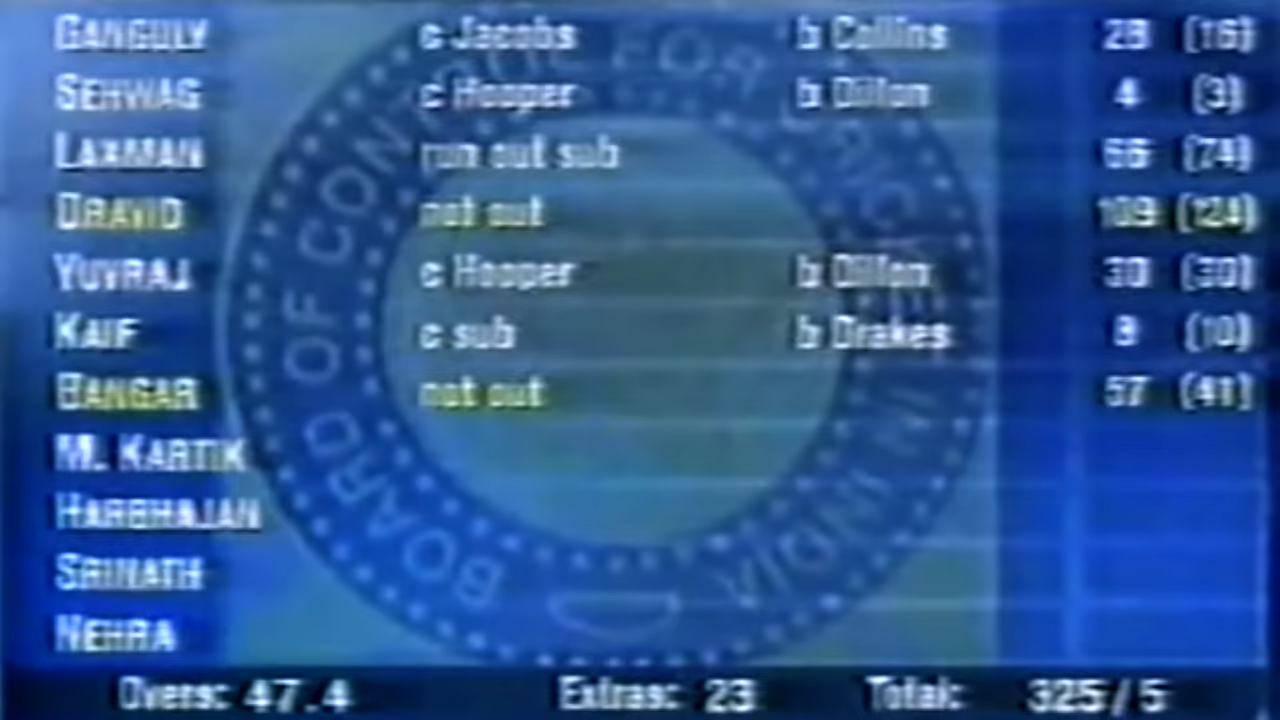 GANGULY c Jacobs b Collins 28 (16)
SEHWAG c Hooper b Dillon 4 (3)
LAXMAN run out sub 66 (74)
DRAVID not out 109 (124)
YUVRAJ c Hooper b Dillon 30 (30)
KAIF c sub b Drakes 8 (10)
BANGAR not out 57 (41)
M. KARTIK
HARBHAJAN
SRINATH
NEHRA
Overs: 47.4 Extras: 23 Total: 325/5
BOARD OF CONTROL FOR CRICKET IN INDIA